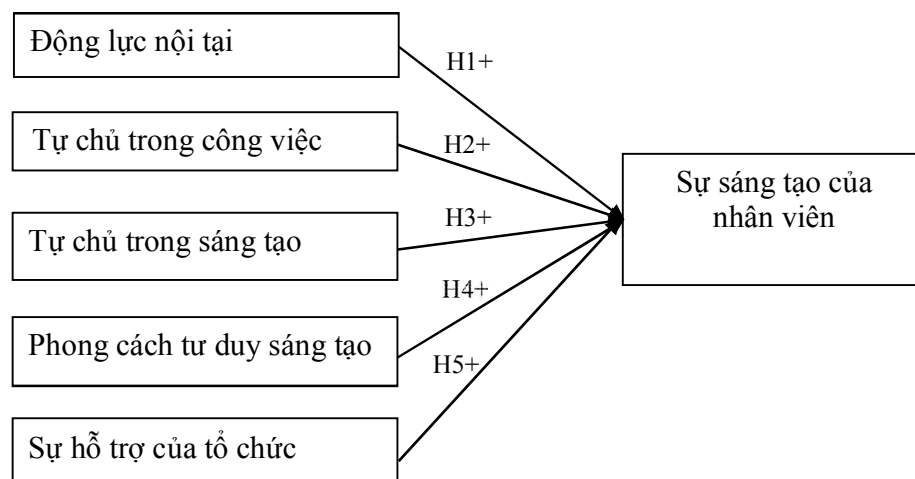 Động lực nội tại
H1+
Tự chủ trong công việc
H2+
Sự sáng tạo của
nhân viên
Tự chủ trong sáng tạo
H3+
H4+
Phong cách tư duy sáng tạo
H5+
Sự hỗ trợ của tổ chức